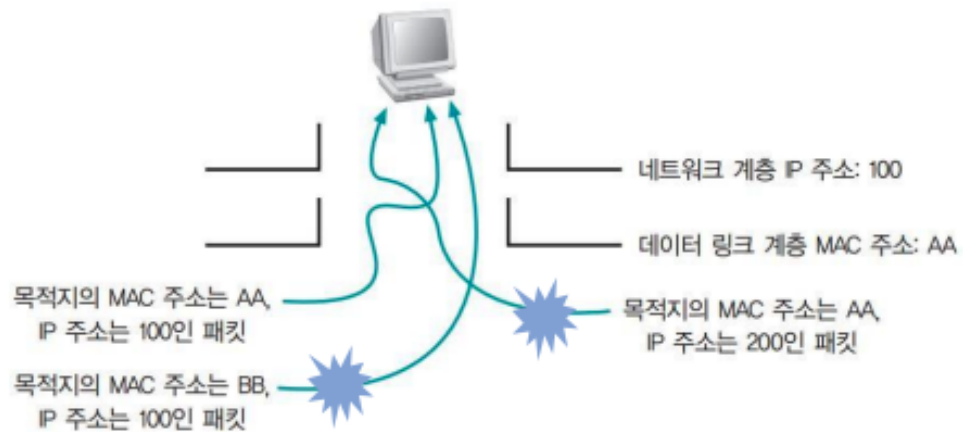 네트워크 계층 IP 주소: 100
데이터 링크 계층 MAC 주소: AA
목적지의 MAC 주소는 AA,
IP 주소는 100인 패킷
목적지의 MAC 주소는 AA,
IP 주소는 200인 패킷
목적지의 MAC 주소는 BB,
IP 주소는 100인 패킷